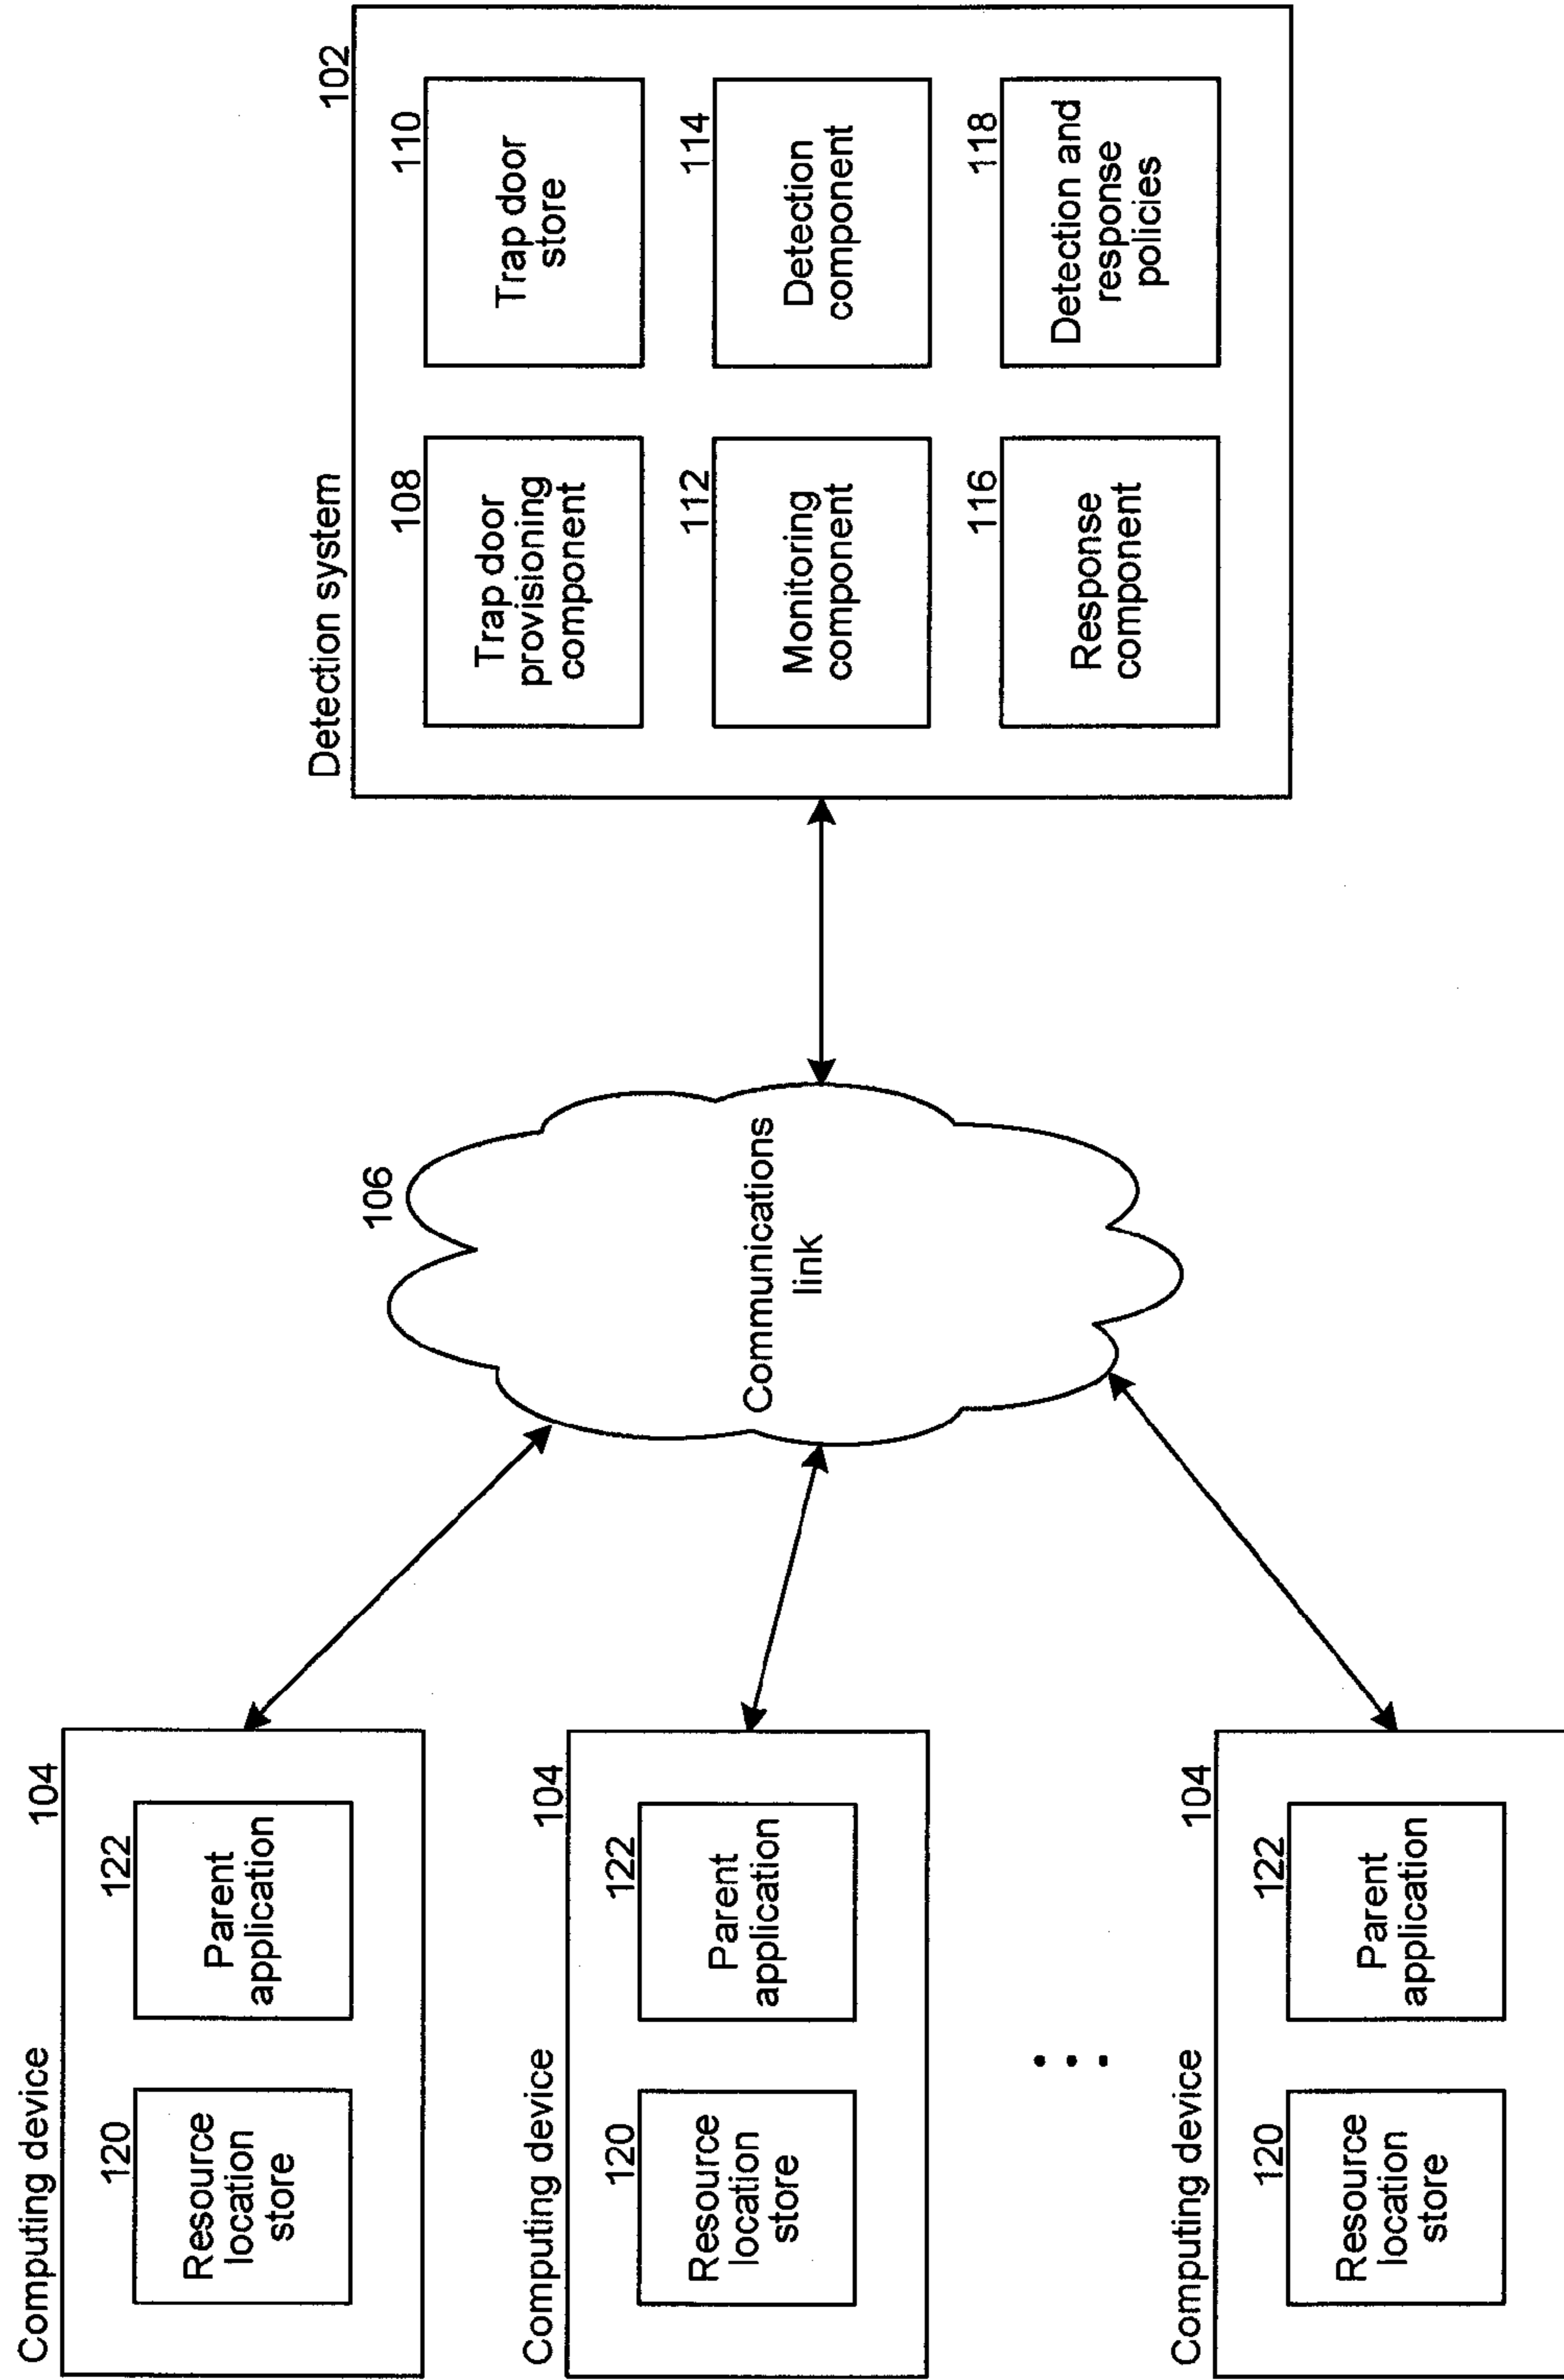 Computing device
104
120
Resource
location
store
122
Parent
application
Computing device
104
120
Resource
location
store
122
Parent
application
Computing device
104
120
Resource
location
store
122
Parent
application
106
Communications
link
Detection system
102
108
Trap door
provisioning
component
110
Trap door
store
112
Monitoring
component
114
Detection
component
116
Response
component
118
Detection and
response
policies